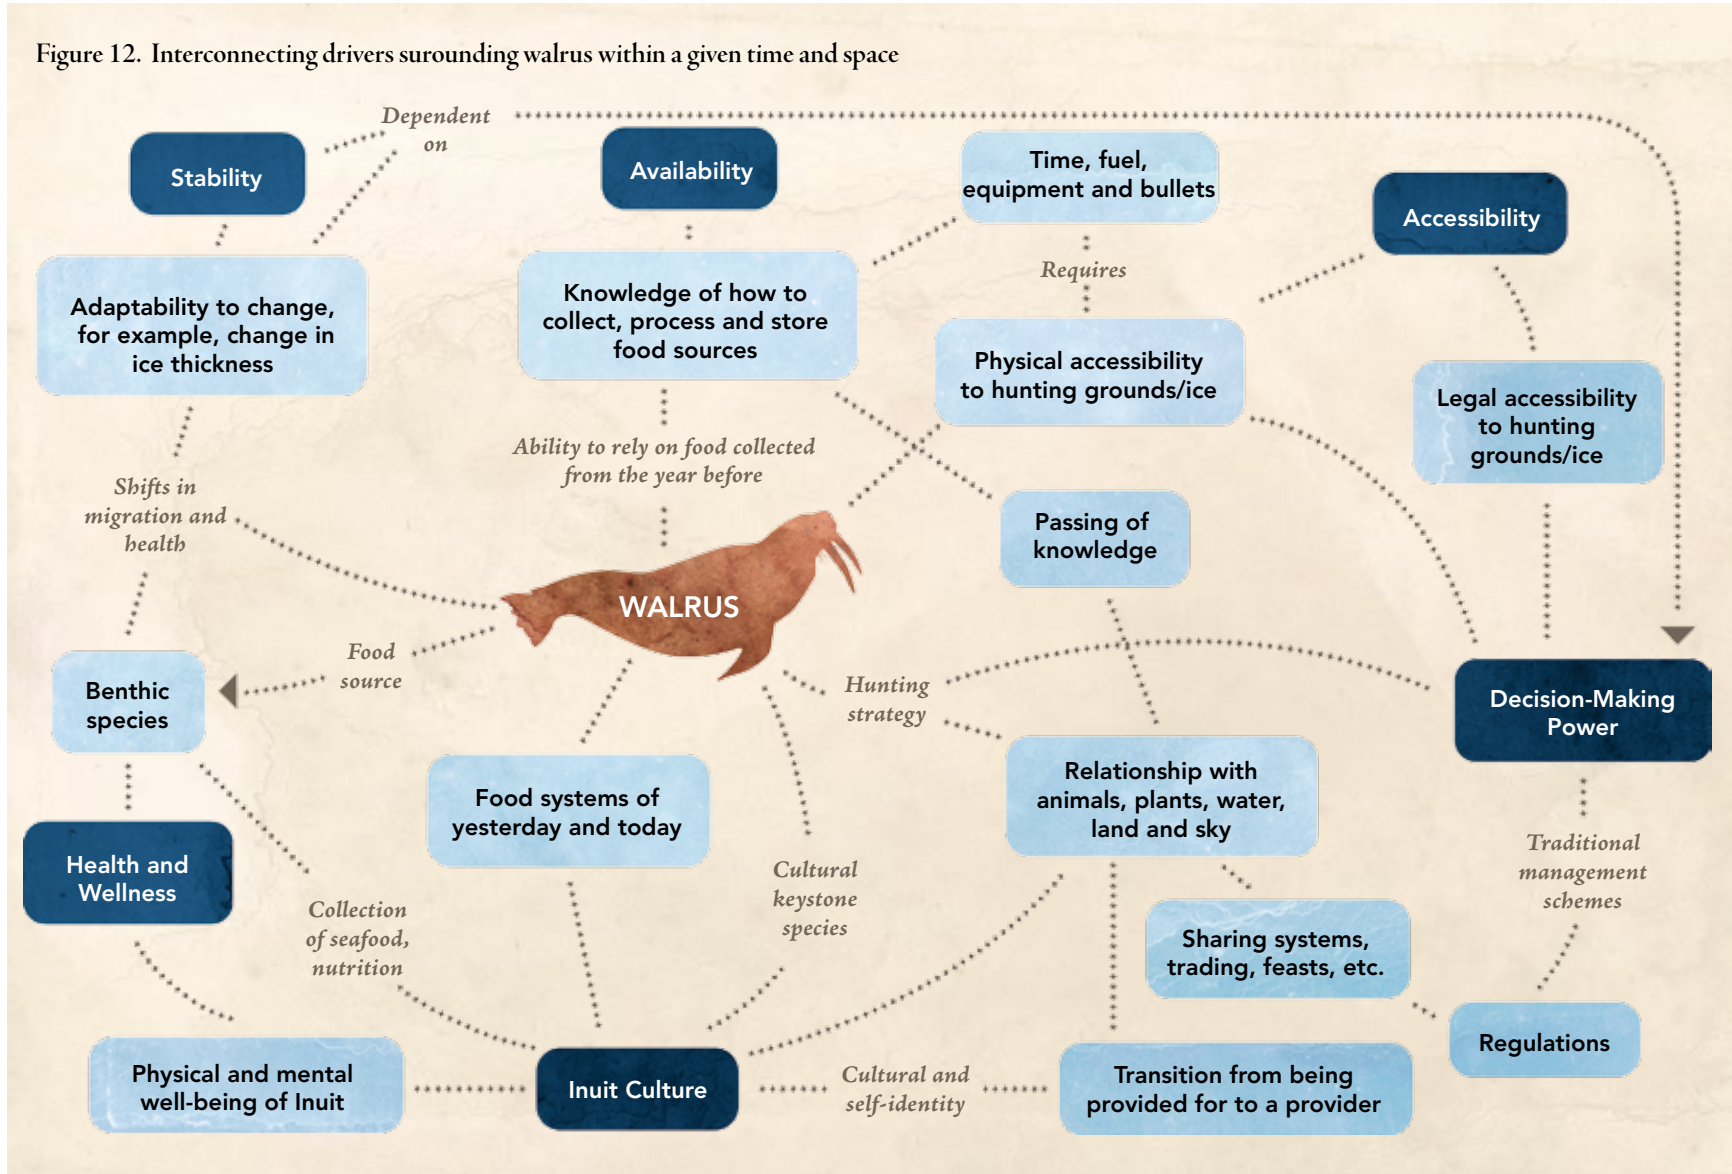 Figure 12. Interconnecting drivers surounding walrus within a given time and space
Dependent
on
Stability
Availability
Time, fuel,
equipment and bullets
Accessibility
Requires
Adaptability to change,
for example, change in
ice thickness
Knowledge of how to
collect, process and store
food sources
Physical accessibility
to hunting grounds/ice
Legal accessibility
to hunting
grounds/ice
Ability to rely on food collected
from the year before
Shifts in
migration and
health
Passing of
knowledge
WALRUS
Food
source
Benthic
species
Hunting
strategy
Decision-Making
Power
Food systems of
yesterday and today
Relationship with
animals, plants, water,
land and sky
Health and
Wellness
Traditional
management
schemes
Cultural
keystone
species
Collection
of seafood,
nutrition
Sharing systems,
trading, feasts, etc.
Regulations
Physical and mental
well-being of Inuit
Inuit Culture
Cultural and
self-identity
Transition from being
provided for to a provider